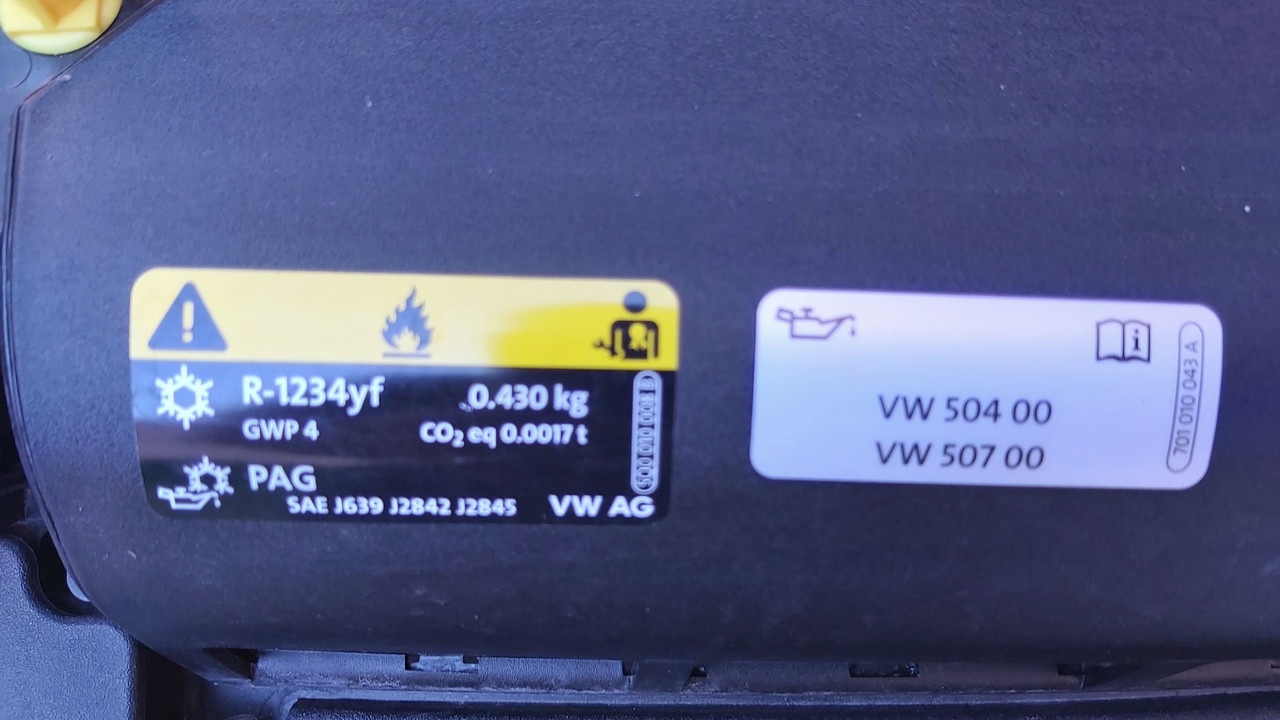 R-1234yf 0.430 kg
GWP 4 CO₂ eq 0.0017 t
PAG
SAE J639 J2842 J2845 VW AG
VW 504 00
VW 507 00
701 010 043 A